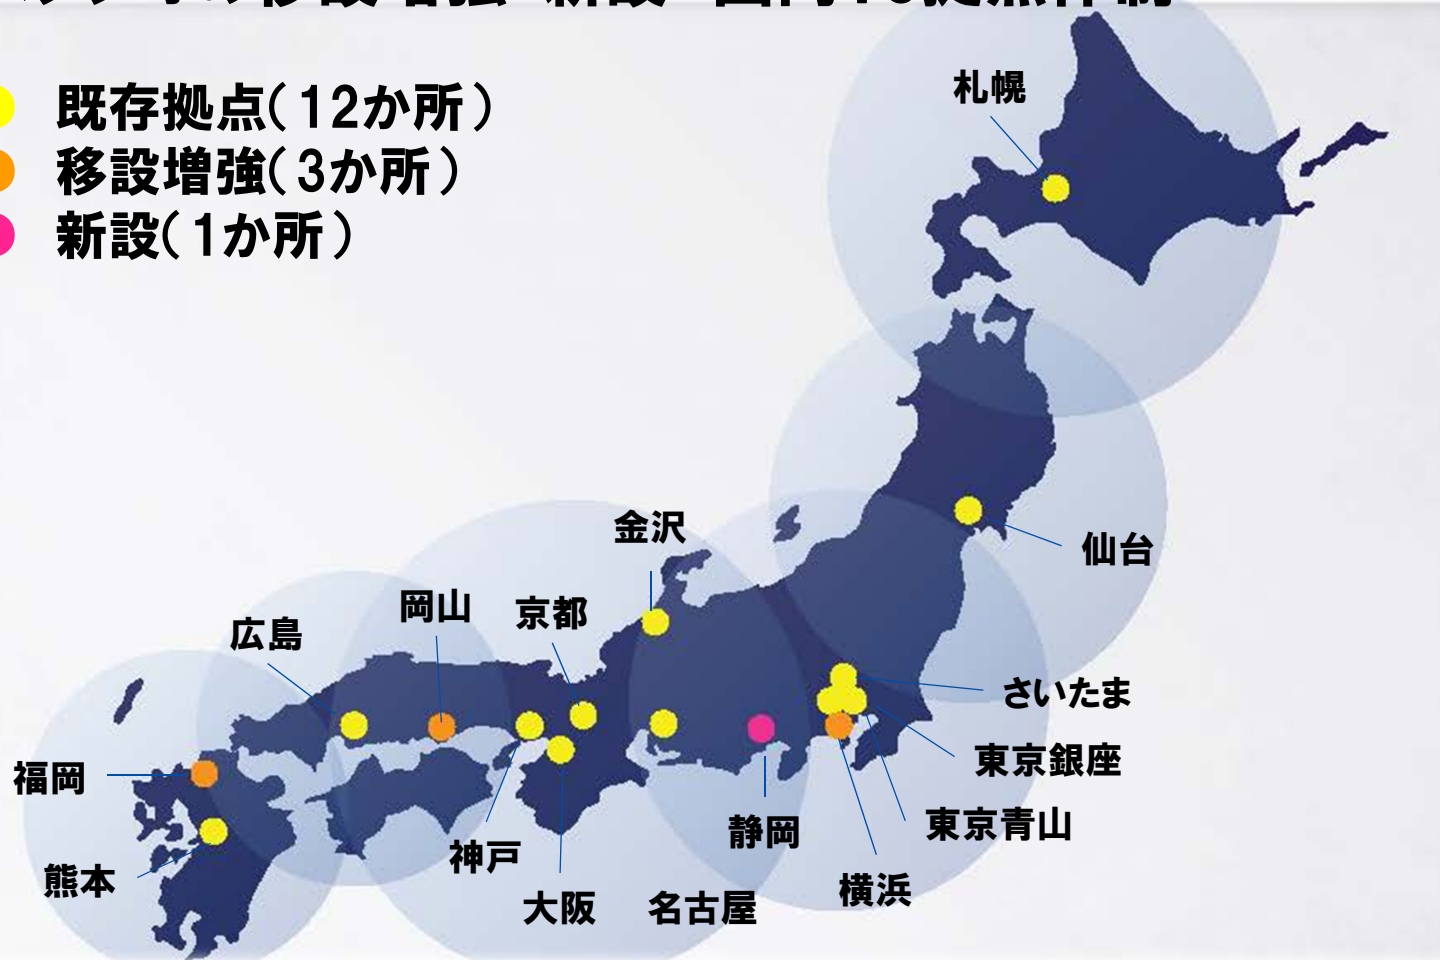 既存拠点(12か所)
移設増強(3か所)
新設(1か所)
札幌
仙台
金沢
岡山
京都
広島
さいたま
東京銀座
福岡
東京青山
静岡
神戸
熊本
横浜
大阪
名古屋